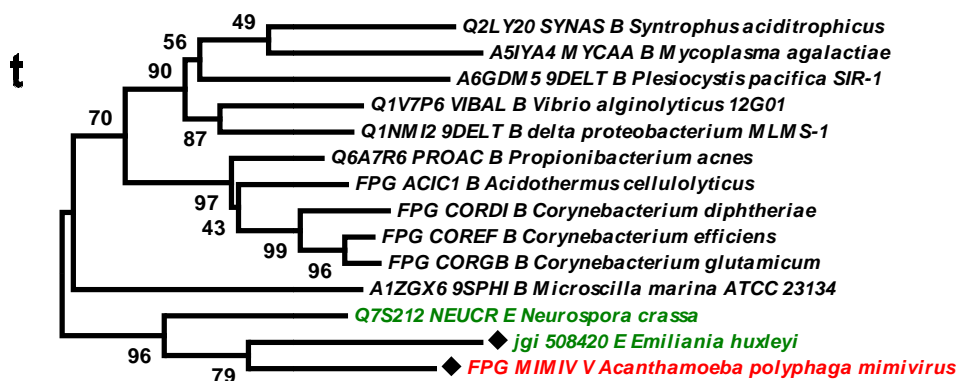 t
49 Q2LY20 SYNAS B Syntrophus aciditrophicus
56 A5IYA4 MYCAA B Mycoplasma agalactiae
90 A6GDM5 9DELT B Plesiocystis pacifica SIR-1
Q1V7P6 VIBAL B Vibrio alginolyticus 12G01
70 87 Q1NMI2 9DELT B delta proteobacterium MLMS-1
Q6A7R6 PROAC B Propionibacterium acnes
97 FPG ACIC1 B Acidothermus cellulolyticus
43 FPG CORDI B Corynebacterium diphtheriae
99 FPG COREF B Corynebacterium efficiens
96 FPG CORGB B Corynebacterium glutamicum
A1ZGX6 9SPHI B Microscilla marina ATCC 23134
Q7S212 NEUCR E Neurospora crassa
96 jgi 508420 E Emiliania huxleyi
79 FPG MIMIV V Acanthamoeba polyphaga mimivirus